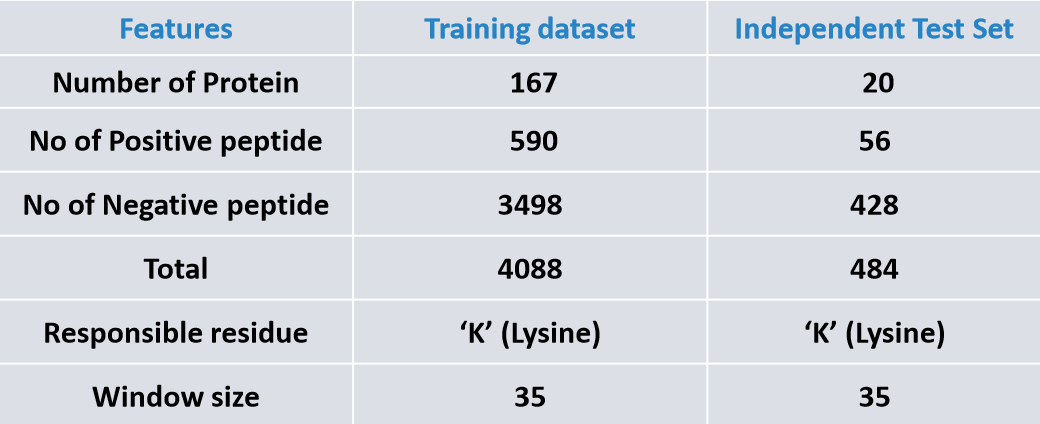 Features Training dataset Independent Test Set
Number of Protein 167 20
No of Positive peptide 590 56
No of Negative peptide 3498 428
Total 4088 484
Responsible residue ‘K’ (Lysine) ‘K’ (Lysine)
Window size 35 35